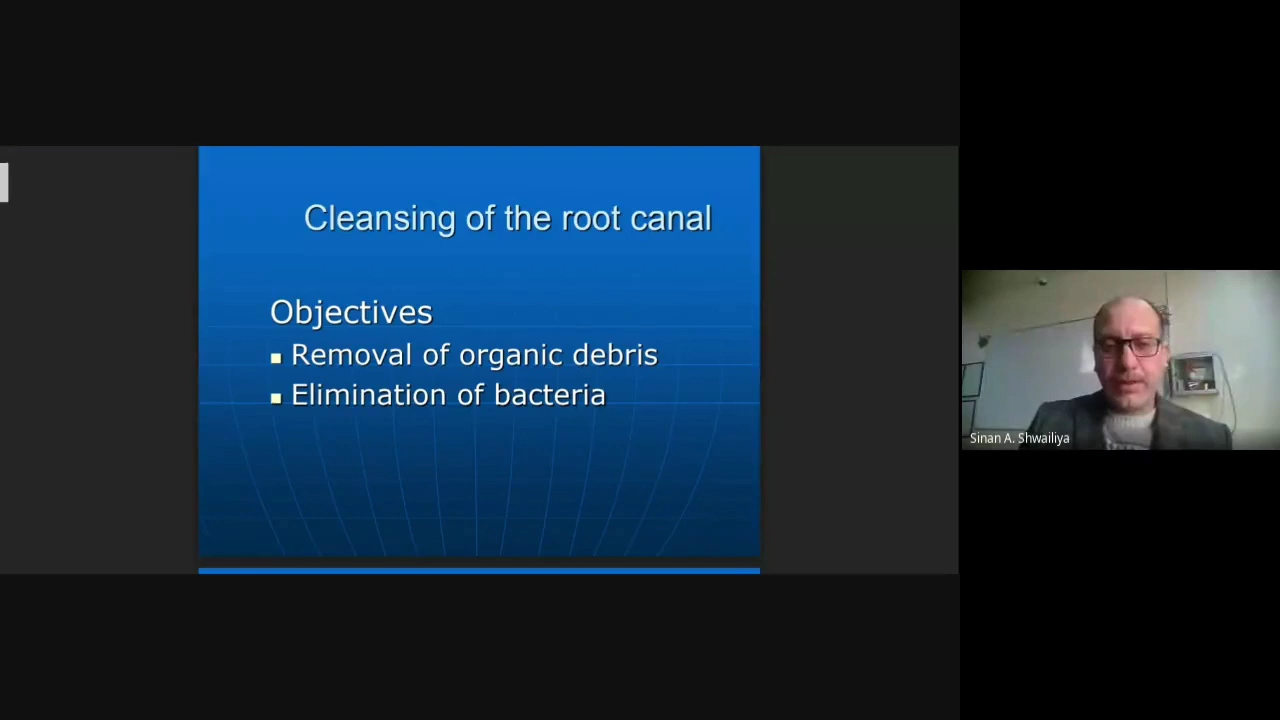 Cleansing of the root canal
Objectives
Removal of organic debris
Elimination of bacteria
Sinan A. Shwailiya